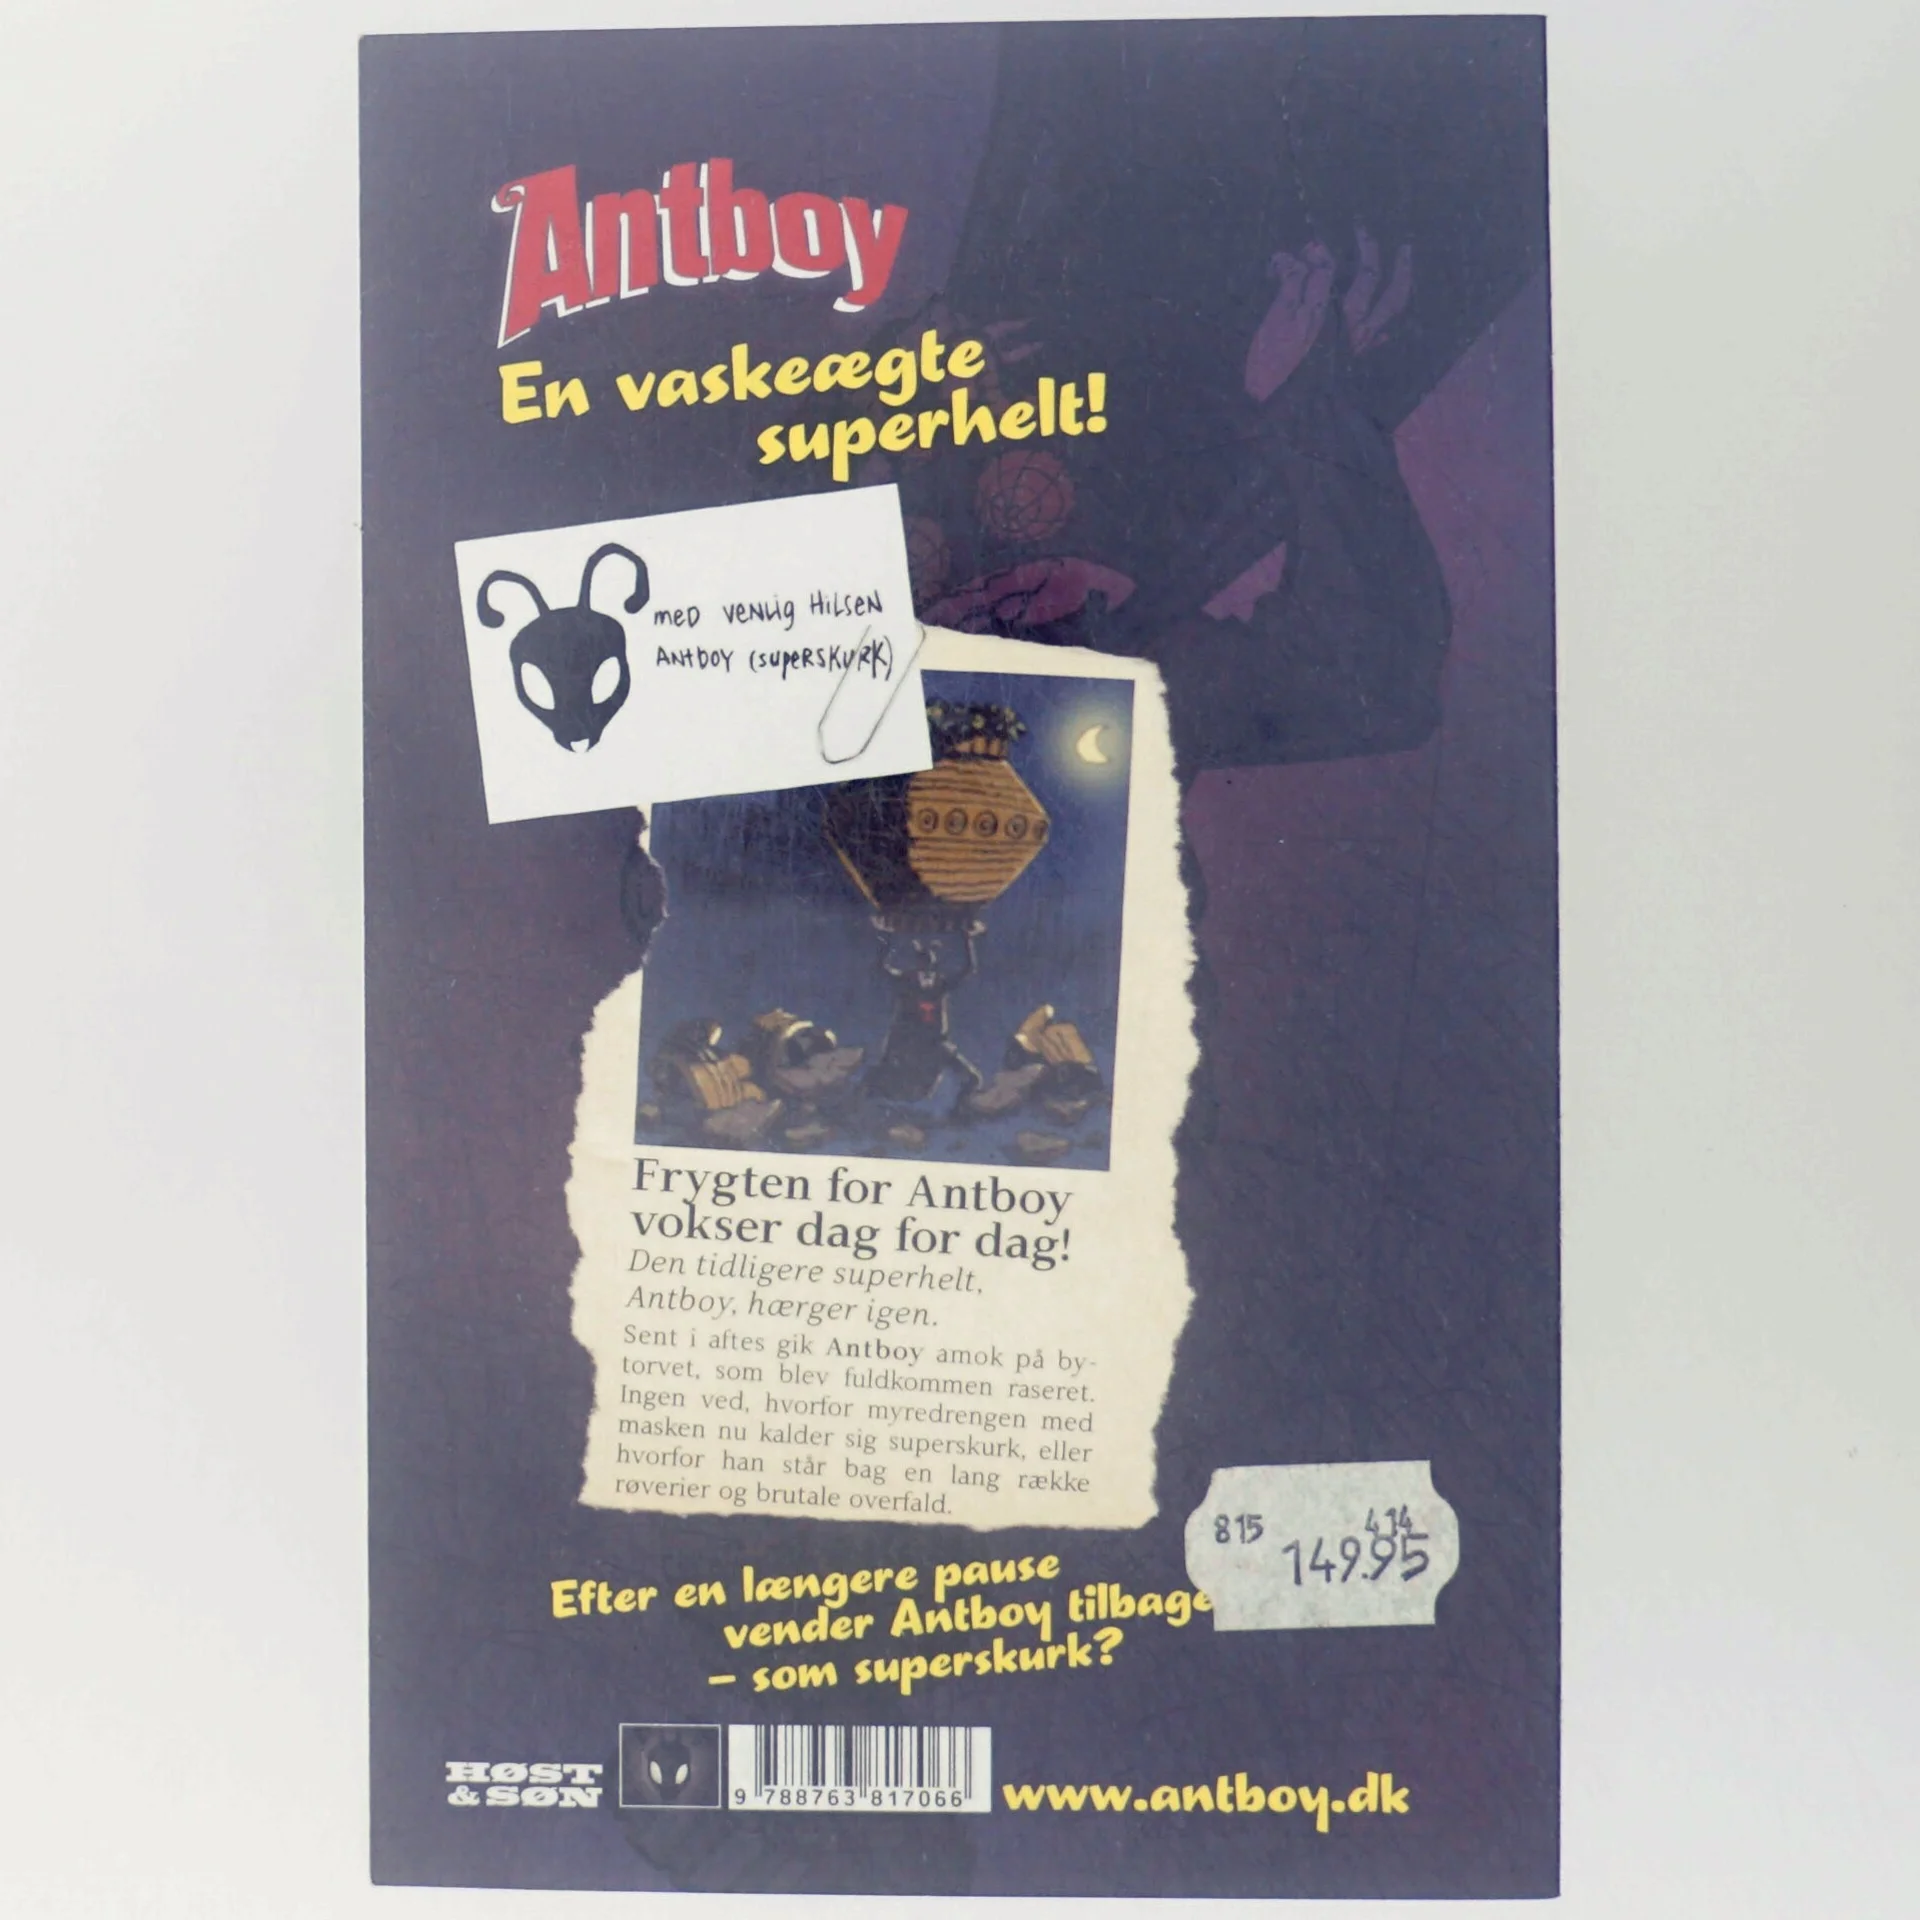 Antboy
En vaskeægte
superhelt!
med venlig Hilsen
Antboy (superskurk)
Frygten for Antboy
vokser dag for dag!
Den tidligere superhelt,
Antboy, hærger igen.
Sent i aftes gik Antboy amok på by-
torvet, som blev fuldkommen raseret.
Ingen ved, hvorfor myredrengen med
masken nu kalder sig superskurk, eller
hvorfor han står bag en lang række
røverier og brutale overfald.
815 414
149.95
Efter en længere pause
vender Antboy tilbage
– som superskurk?
HØST
& SØN
9 788763 817066
www.antboy.dk